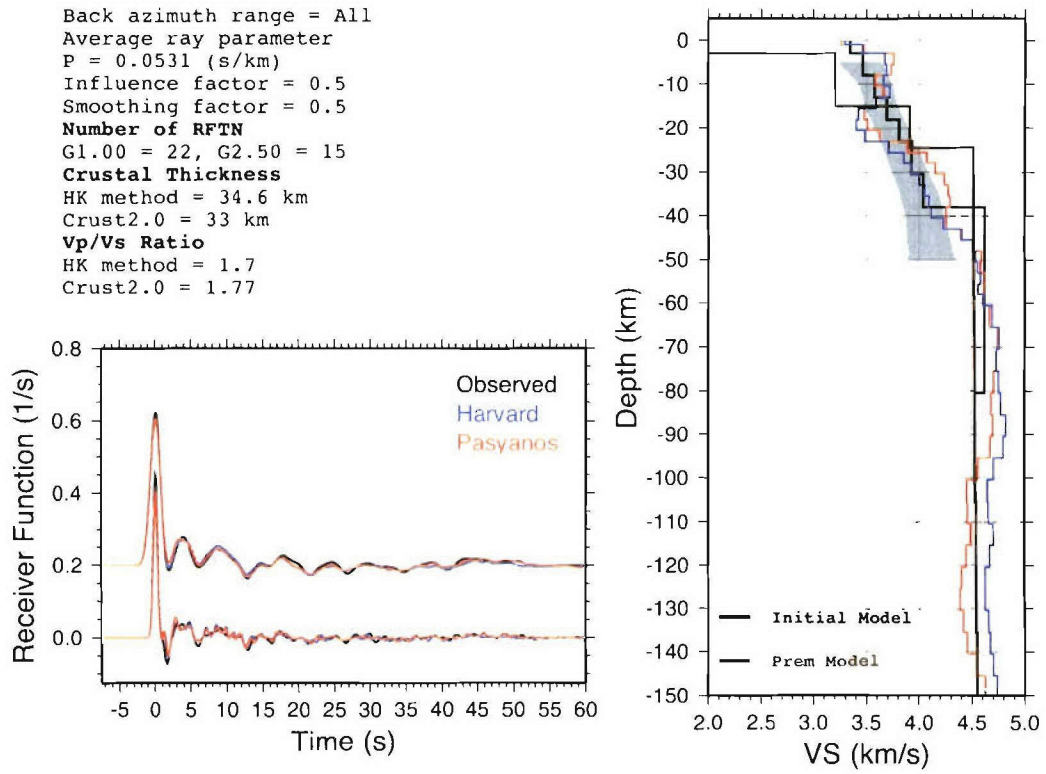 Back azimuth range = All
Average ray parameter
P = 0.0531 (s/km)
Influence factor = 0.5
Smoothing factor = 0.5
Number of RFTN
G1.00 = 22, G2.50 = 15
Crustal Thickness
HK method = 34.6 km
Crust2.0 = 33 km
Vp/Vs Ratio
HK method = 1.7
Crust2.0 = 1.77
Receiver Function (1/s)
0.8
0.6
0.4
0.2
0.0
Observed
Harvard
Pasyanos
-5 0 5 10 15 20 25 30 35 40 45 50 55 60
Time (s)
Depth (km)
0
-10
-20
-30
-40
-50
-60
-70
-80
-90
-100
-110
-120
-130
-140
-150
Initial Model
Prem Model
2.0 2.5 3.0 3.5 4.0 4.5 5.0
VS (km/s)